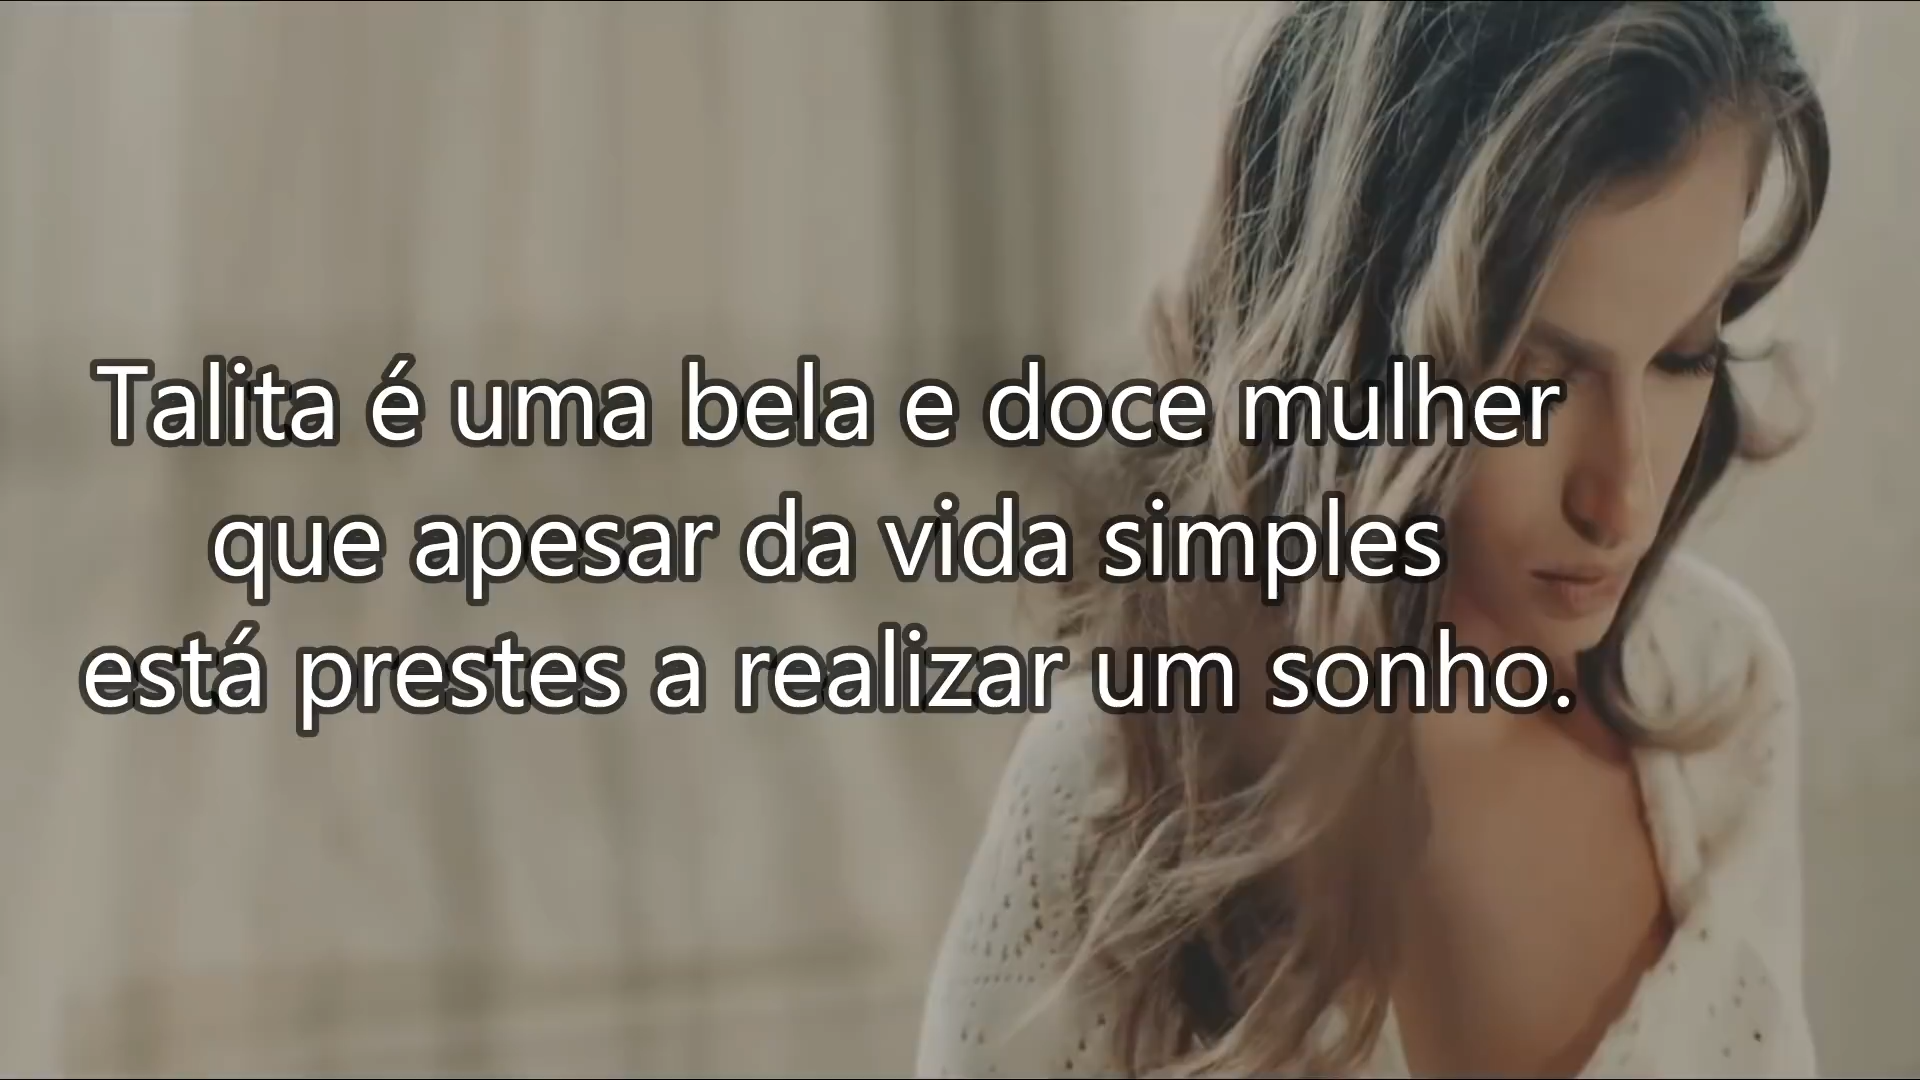 Talita é uma bela e doce mulher
que apesar da vida simples
está prestes a realizar um sonho.